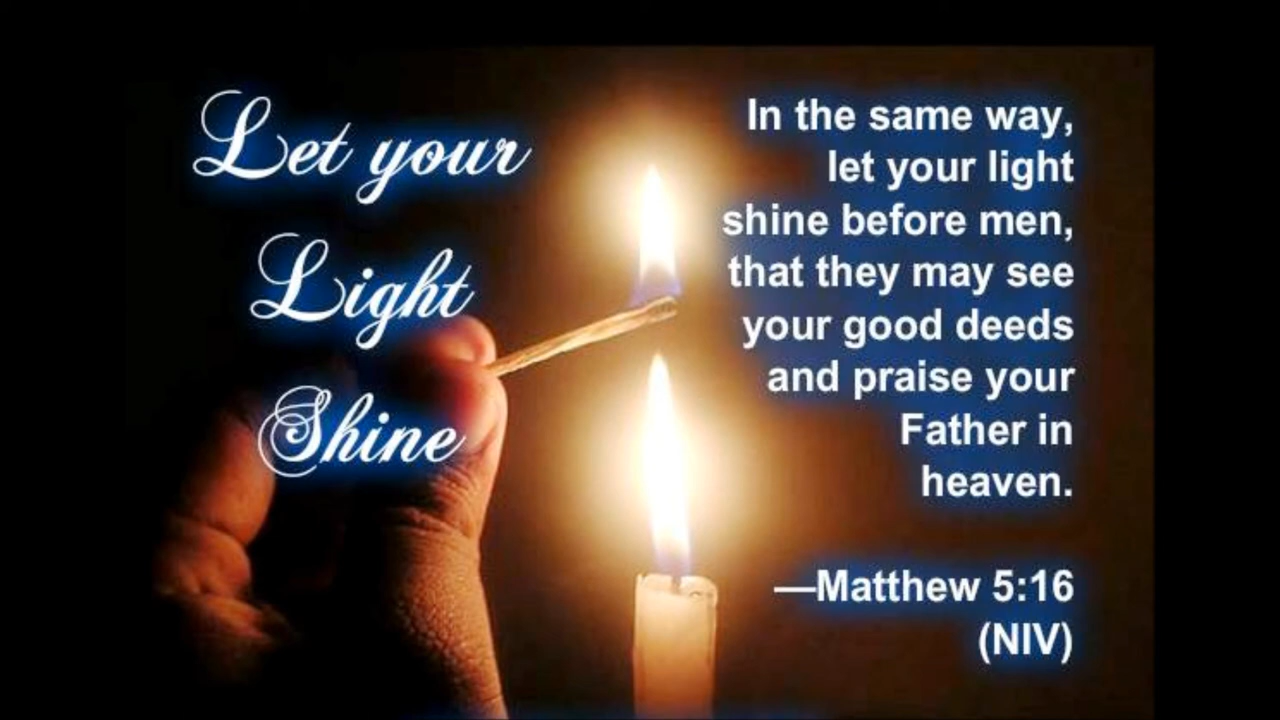 Let your
Light
Shine
In the same way,
let your light
shine before men,
that they may see
your good deeds
and praise your
Father in
heaven.
—Matthew 5:16
(NIV)